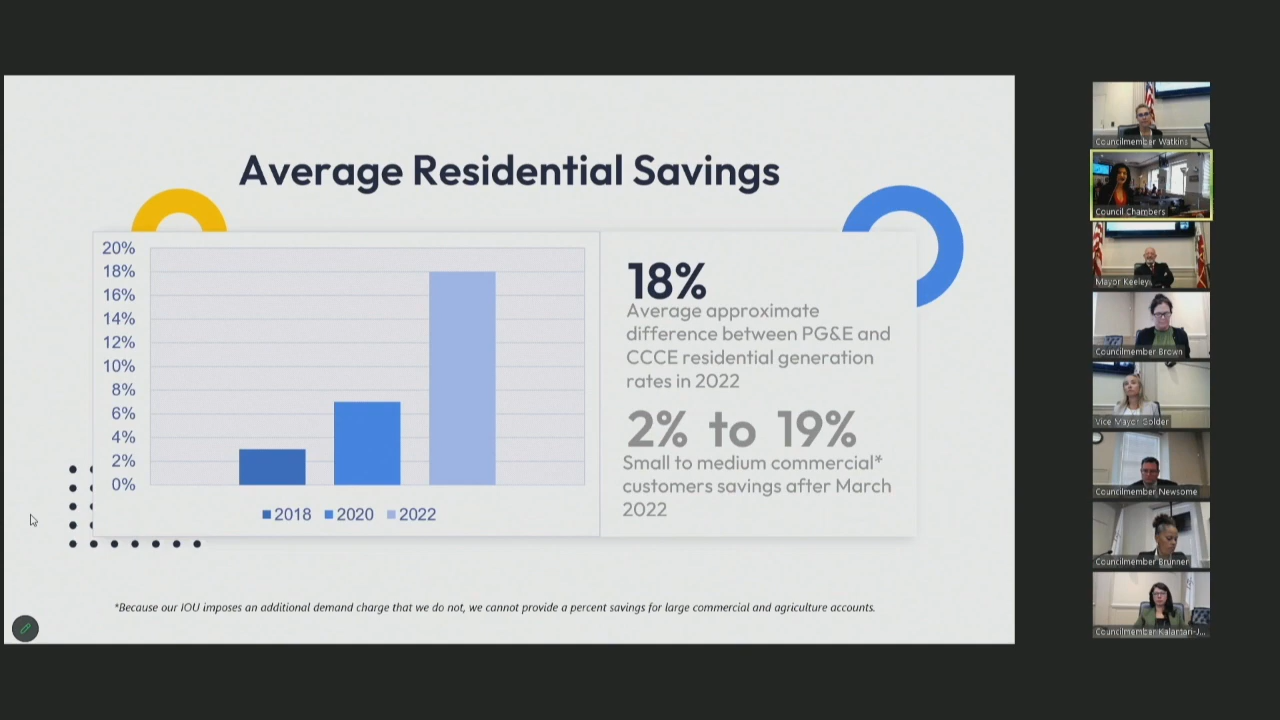 Average Residential Savings
20%
18%
16%
14%
12%
10%
8%
6%
4%
2%
0%
2018 2020 2022
18%
Average approximate
difference between PG&E and
CCCE residential generation
rates in 2022
2% to 19%
Small to medium commercial*
customers savings after March
2022
*Because our IOU imposes an additional demand charge that we do not, we cannot provide a percent savings for large commercial and agriculture accounts.
Councilmember Watkins
Council Chambers
Mayor Keeley
Councilmember Brown
Vice Mayor Golder
Councilmember Newsome
Councilmember Brunner
Councilmember Kalantari-J...